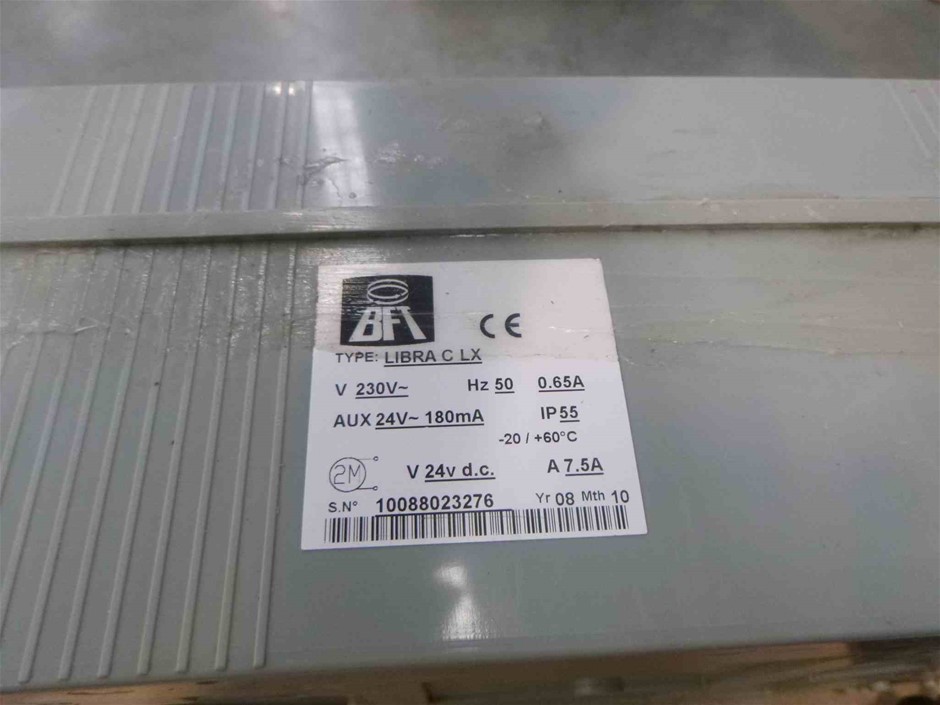 BFT
CE
TYPE: LIBRA C LX
V 230V~ Hz 50 0.65A
AUX 24V~ 180mA IP55
-20 / +60°C
2M V 24v d.c. A 7.5A
S.N° 10088023276 Yr 08 Mth 10